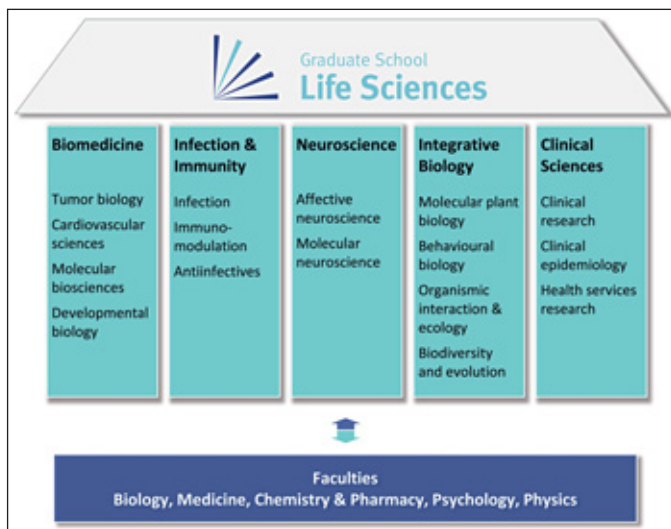 Graduate School
Life Sciences
Biomedicine
Tumor biology
Cardiovascular
sciences
Molecular
biosciences
Developmental
biology
Infection &
Immunity
Infection
Immuno-
modulation
Antiinfectives
Neuroscience
Affective
neuroscience
Molecular
neuroscience
Integrative
Biology
Molecular plant
biology
Behavioural
biology
Organismic
interaction &
ecology
Biodiversity
and evolution
Clinical
Sciences
Clinical
research
Clinical
epidemiology
Health services
research
Faculties
Biology, Medicine, Chemistry & Pharmacy, Psychology, Physics